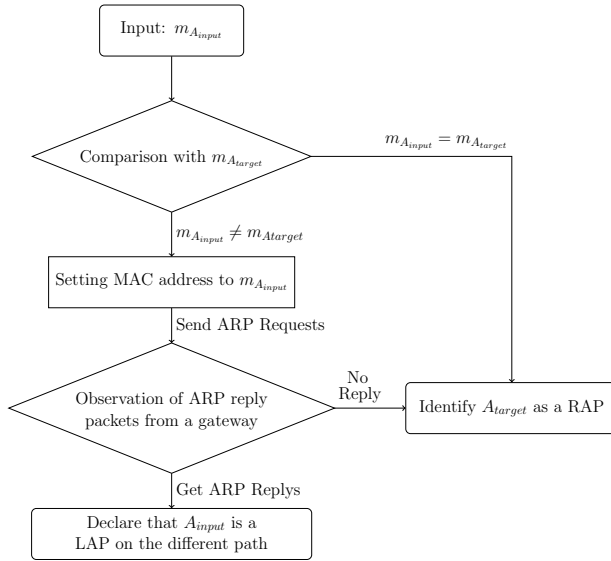 Input: m_{A_{input}}
Comparison with m_{A_{target}}
m_{A_{input}} = m_{A_{target}}
m_{A_{input}} ≠ m_{Atarget}
Setting MAC address to m_{A_{input}}
Send ARP Requests
Observation of ARP reply
packets from a gateway
No
Reply
Identify A_{target} as a RAP
Get ARP Replys
Declare that A_{input} is a
LAP on the different path